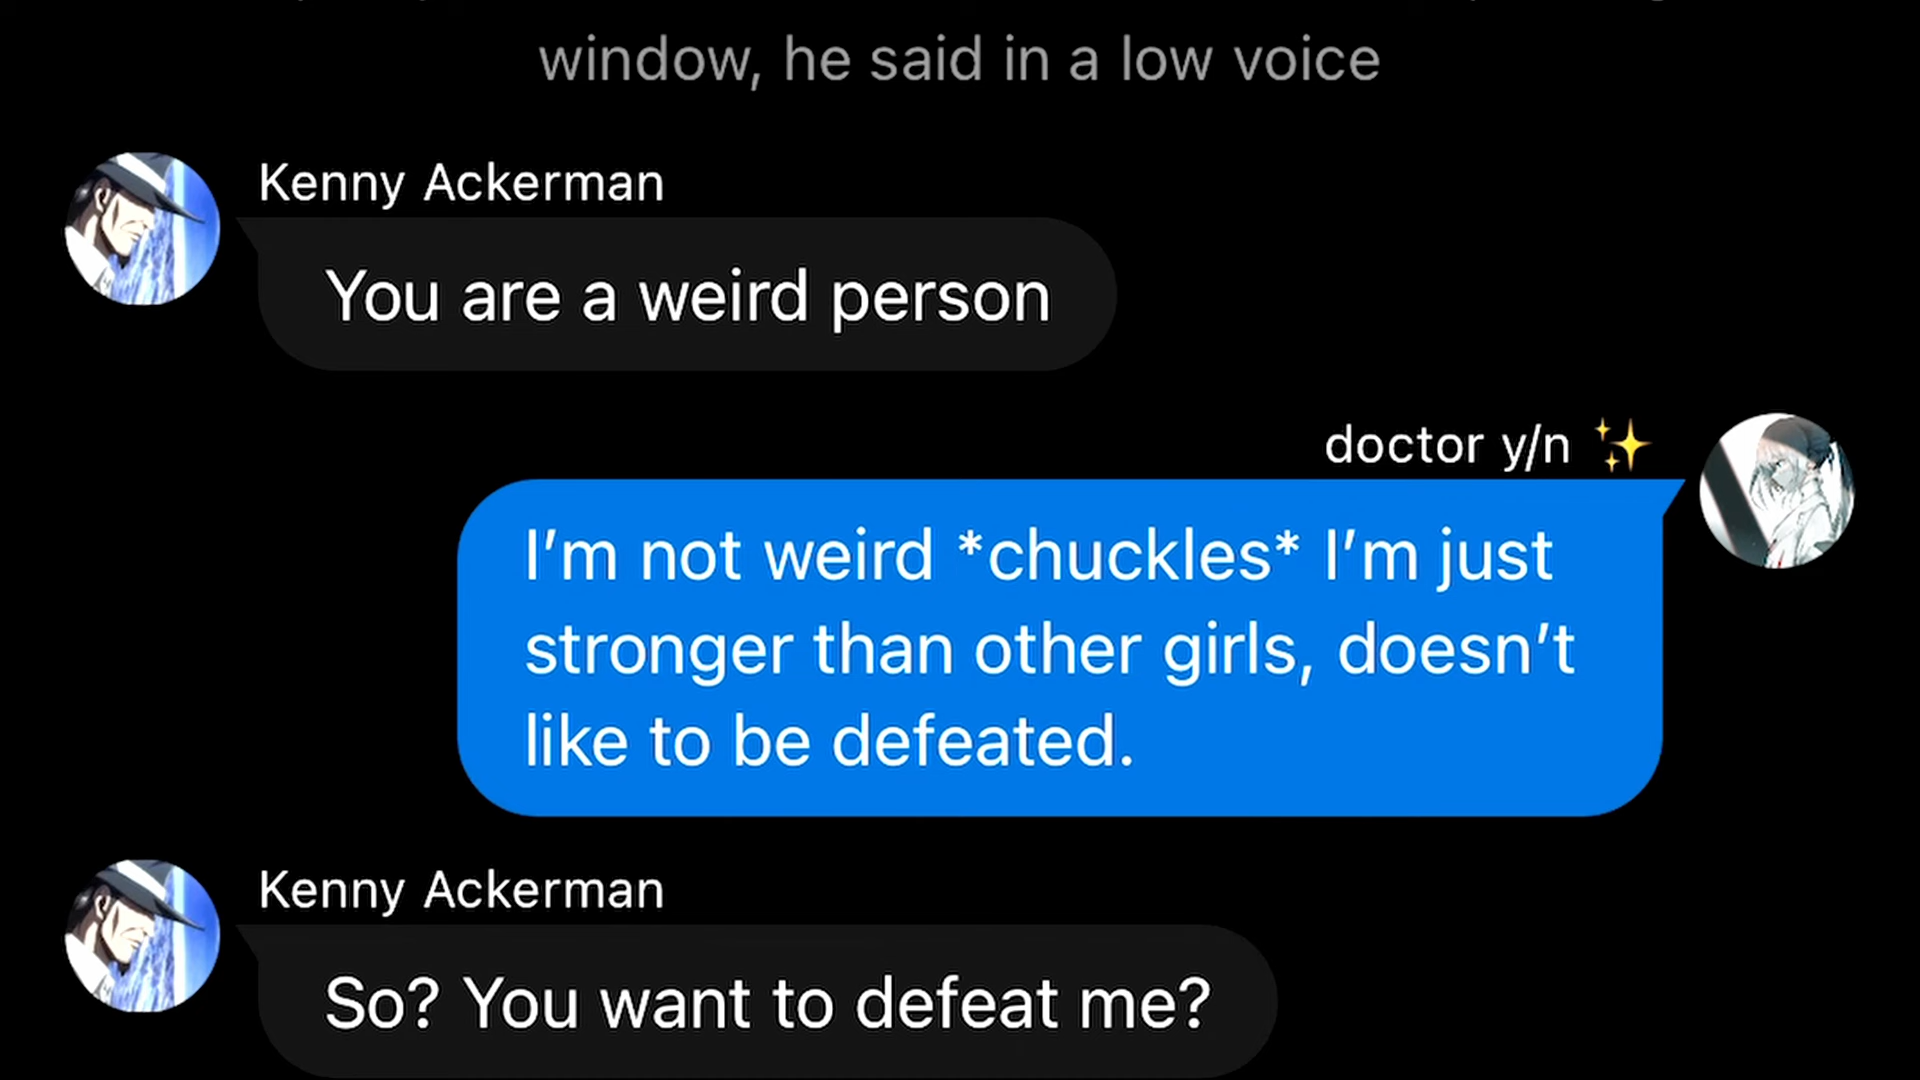 window, he said in a low voice
Kenny Ackerman
You are a weird person
doctor y/n ✨
I’m not weird *chuckles* I’m just
stronger than other girls, doesn’t
like to be defeated.
Kenny Ackerman
So? You want to defeat me?